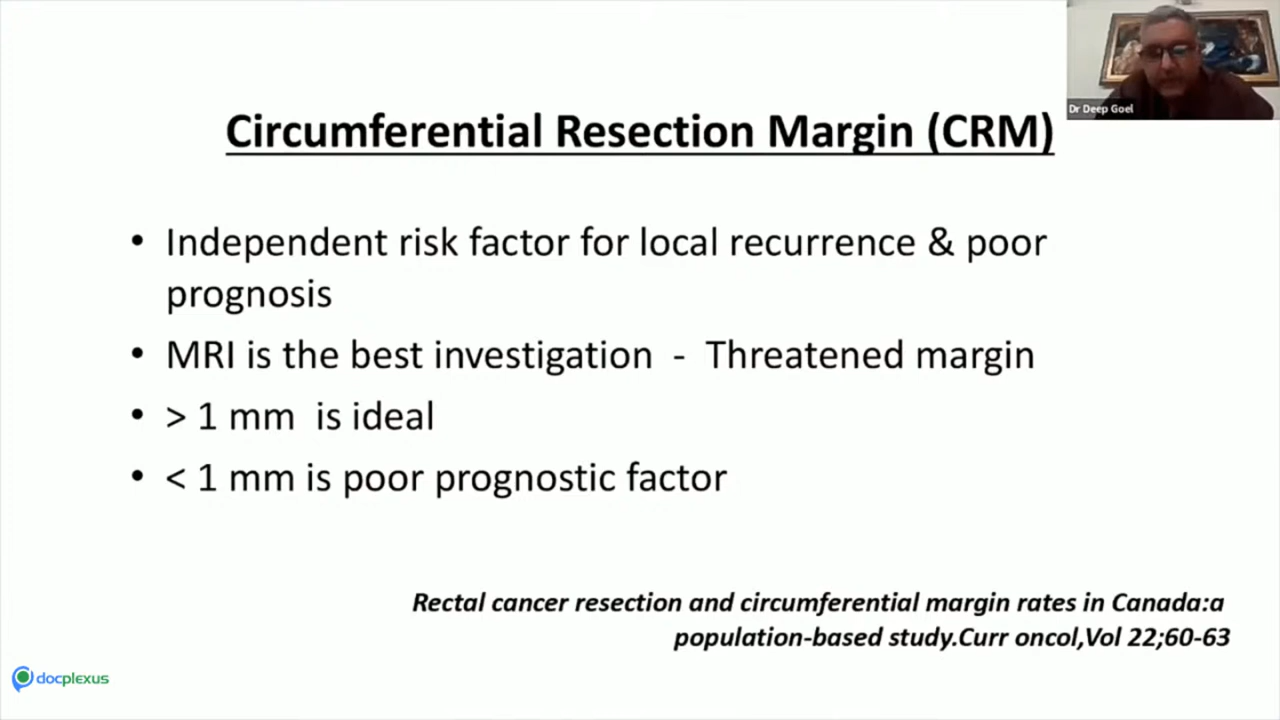 Dr Deep Goel
Circumferential Resection Margin (CRM)
• Independent risk factor for local recurrence & poor
prognosis
• MRI is the best investigation - Threatened margin
• > 1 mm is ideal
• < 1 mm is poor prognostic factor
Rectal cancer resection and circumferential margin rates in Canada:a
population-based study.Curr oncol,Vol 22;60-63
docplexus